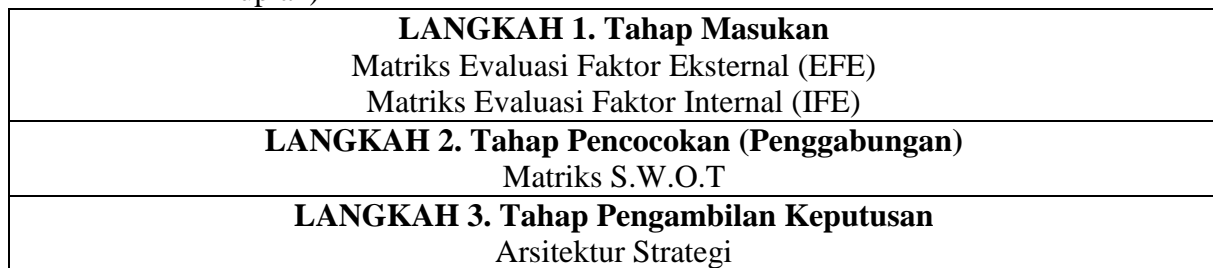 LANGKAH 1. Tahap Masukan
Matriks Evaluasi Faktor Eksternal (EFE)
Matriks Evaluasi Faktor Internal (IFE)
LANGKAH 2. Tahap Pencocokan (Penggabungan)
Matriks S.W.O.T
LANGKAH 3. Tahap Pengambilan Keputusan
Arsitektur Strategi